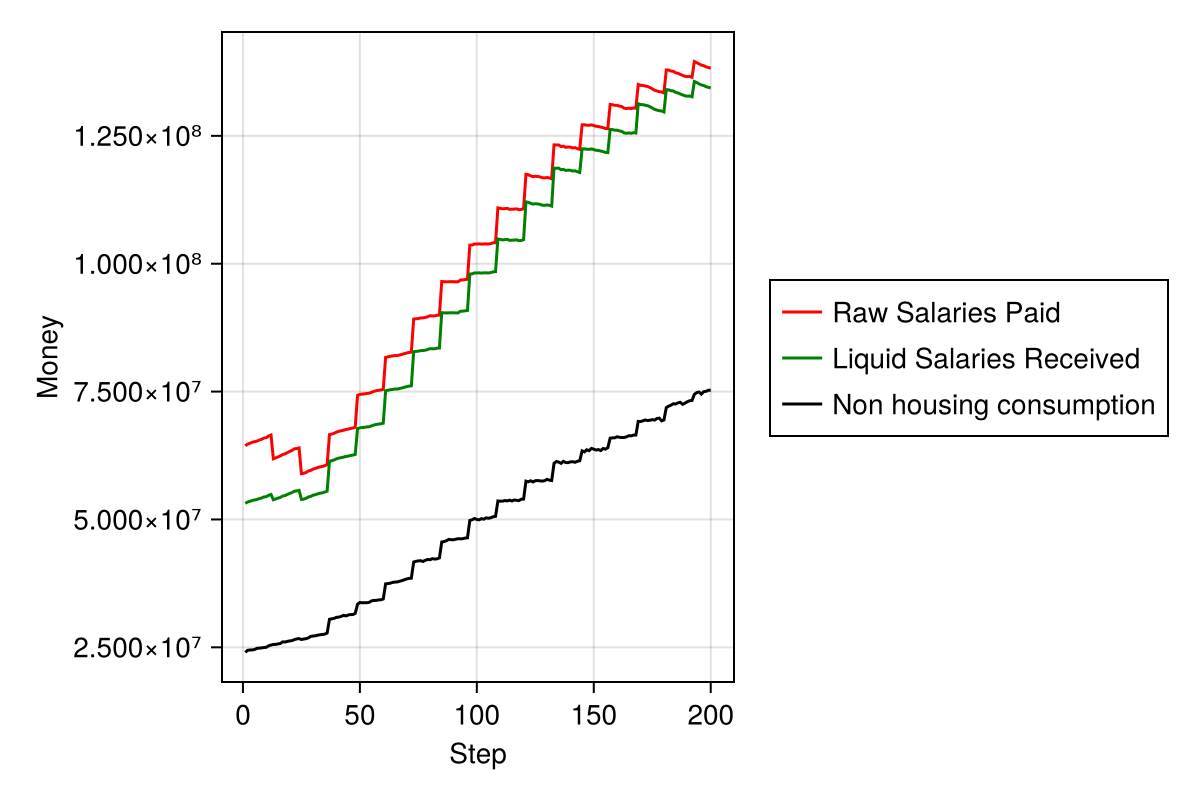 Money
1.250×10⁸
1.000×10⁸
7.500×10⁷
5.000×10⁷
2.500×10⁷
0 50 100 150 200
Step
Raw Salaries Paid
Liquid Salaries Received
Non housing consumption